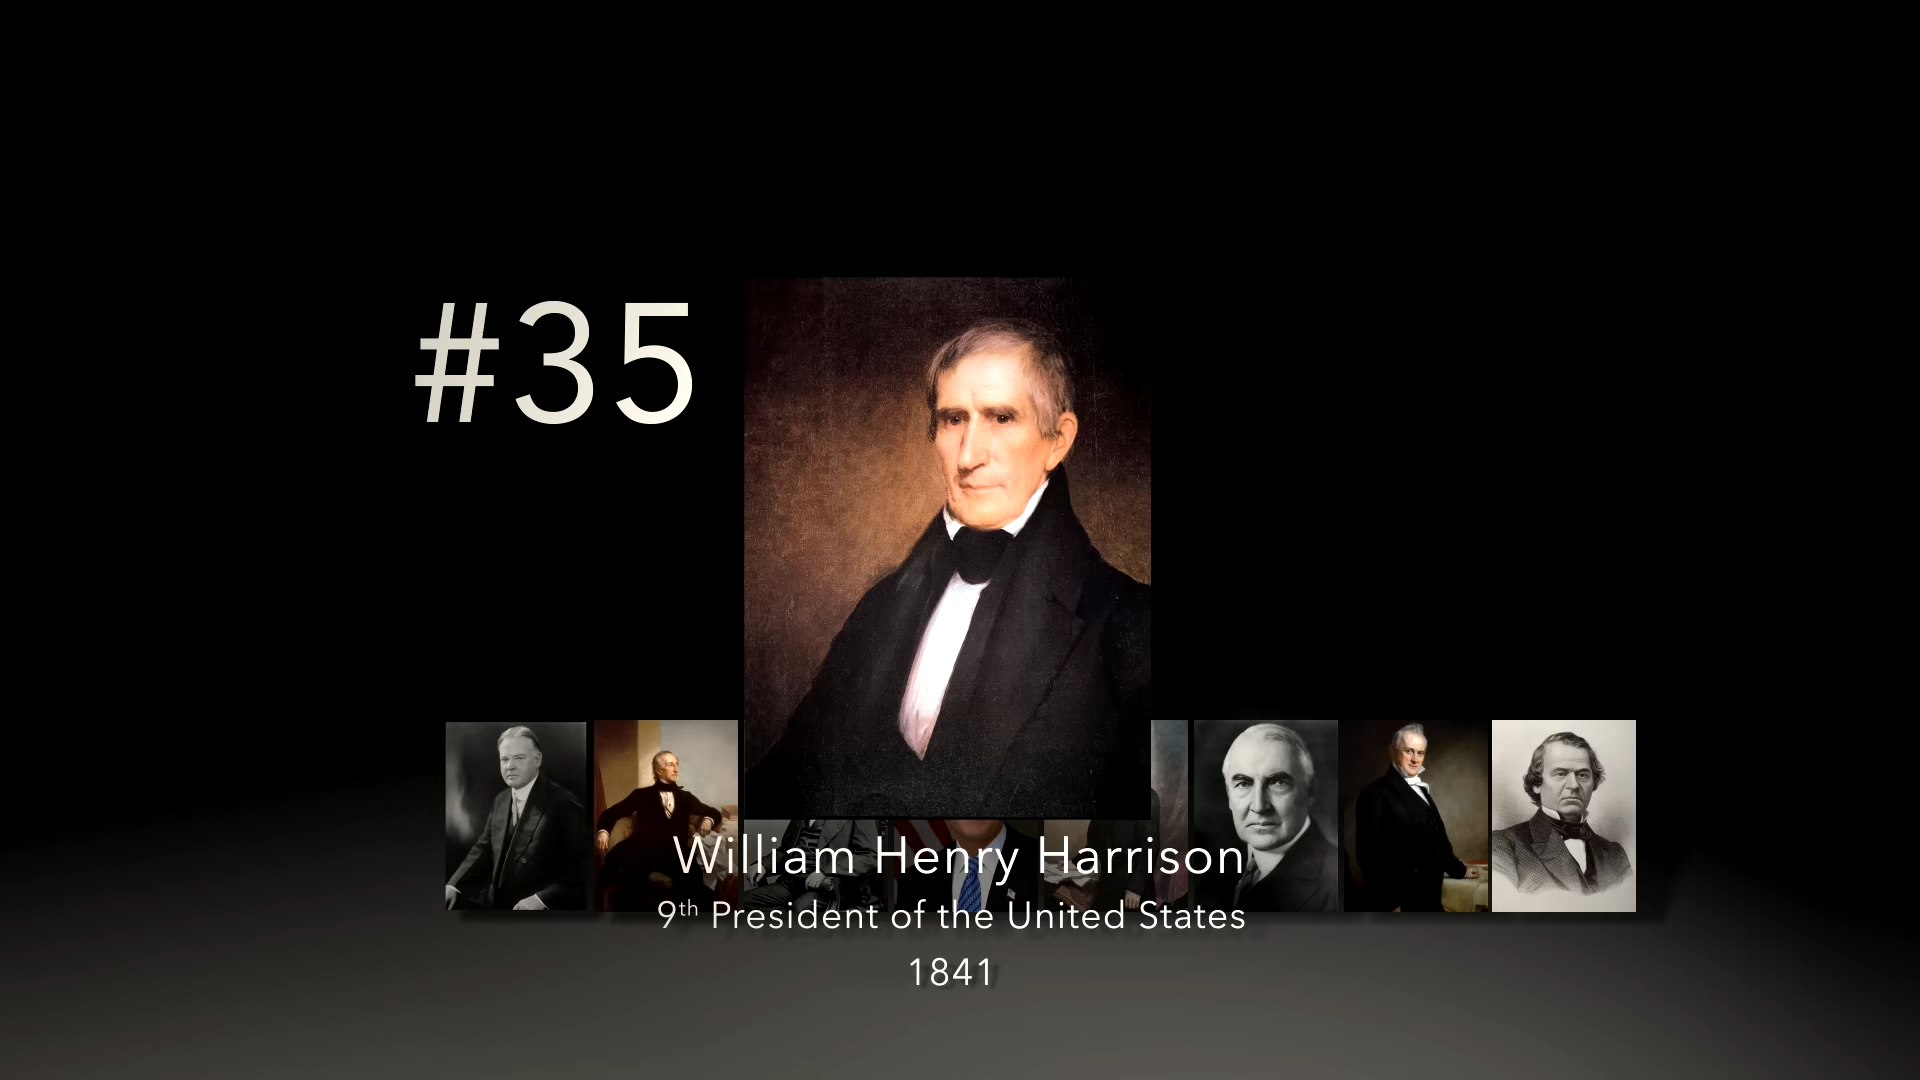 #35
William Henry Harrison
9th President of the United States
1841